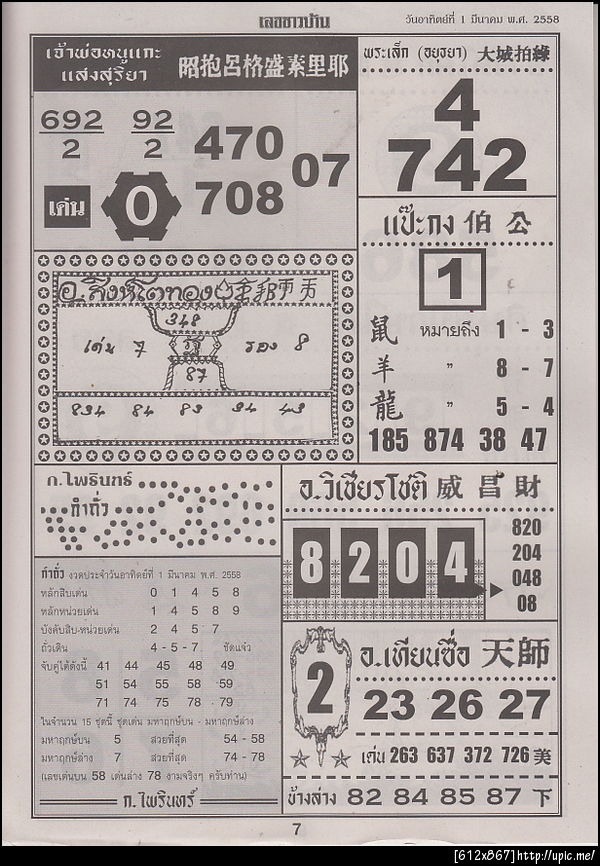 เลขชาวบ้าน
วันอาทิตย์ที่ 1 มีนาคม พ.ศ. 2558
เจ้าพ่อหนูแกะ
แสงสุริยา
昭抱呂格盛素里耶
692
2
92
2
470
708
07
เด่น
0
พระเล็ก (อยุธยา) 大城拍緣
4
742
แป๊ะกง 伯公
1
鼠 หมายถึง 1 - 3
羊 " 8 - 7
龍 " 5 - 4
185 874 38 47
อ.สิงห์โตทอง
348
เด่น 7
รอง 8
87
834 84 83 34 43
ก.ไพรินทร์
กำถั่ว
กำถั่ว งวดประจำวันอาทิตย์ที่ 1 มีนาคม พ.ศ. 2558
หลักสิบเด่น 0 1 4 5 8
หลักหน่วยเด่น 1 4 5 8 9
บังคับสิบ-หน่วยเด่น 2 4 5 7
ถั่วเดิน 4 - 5 - 7 ชัดแจ๋ว
จับคู่ได้ดังนี้ 41 44 45 48 49
51 54 55 58 59
71 74 75 78 79
ในจำนวน 15 ชุดนี้ ชุดเด่น มหาฤกษ์บน - มหาฤกษ์ล่าง
มหาฤกษ์บน 5 สวยที่สุด 54 - 58
มหาฤกษ์ล่าง 7 สวยที่สุด 74 - 78
(เลขเด่นบน 58 เด่นล่าง 78 งามจริงๆ ครับท่าน)
ก.ไพรินทร์
อ.วิเชียรโชติ 威昌財
8204
820
204
048
08
2
อ.เทียนซือ 天師
23 26 27
เด่น 263 637 372 726 美
ข้างล่าง 82 84 85 87 下
7
[612x867]http://upic.me/